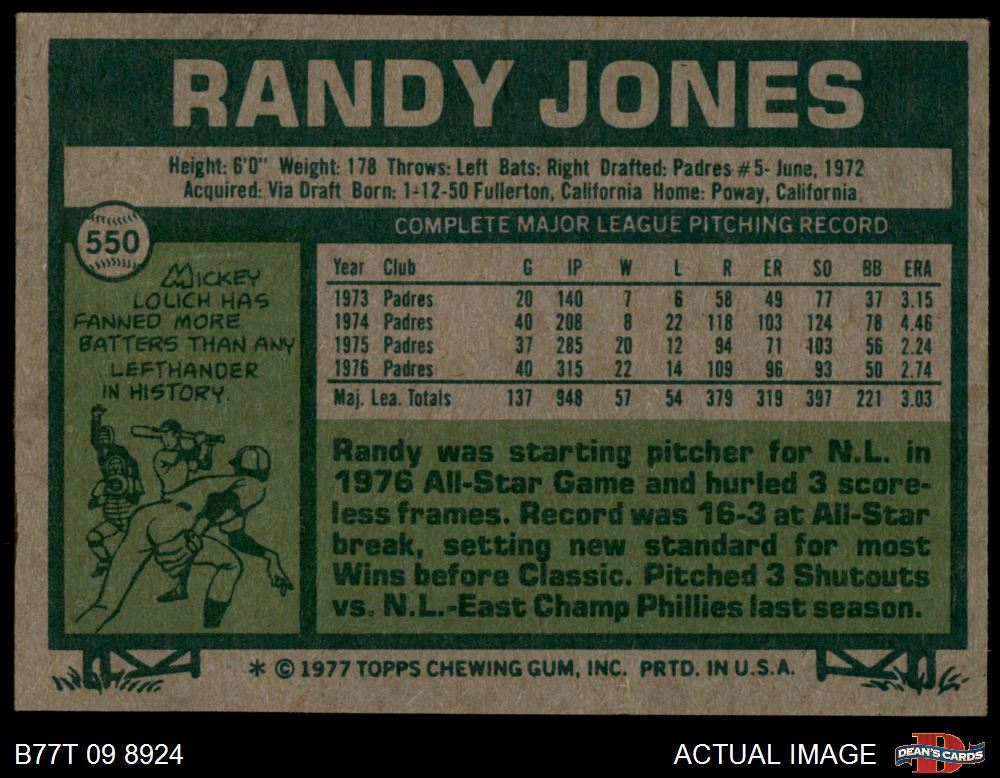 RANDY JONES
Height: 6'0" Weight: 178 Throws: Left Bats: Right Drafted: Padres #5- June, 1972
Acquired: Via Draft Born: 1-12-50 Fullerton, California Home: Poway, California
550
MICKEY
LOLICH HAS
FANNED MORE
BATTERS THAN ANY
LEFTHANDER
IN HISTORY.
COMPLETE MAJOR LEAGUE PITCHING RECORD
Year Club G IP W L R ER SO BB ERA
1973 Padres 20 140 7 6 58 49 77 37 3.15
1974 Padres 40 208 8 22 118 103 124 78 4.46
1975 Padres 37 285 20 12 94 71 103 56 2.24
1976 Padres 40 315 22 14 109 96 93 50 2.74
Maj. Lea. Totals 137 948 57 54 379 319 397 221 3.03
Randy was starting pitcher for N.L. in
1976 All-Star Game and hurled 3 score-
less frames. Record was 16-3 at All-Star
break, setting new standard for most
Wins before Classic. Pitched 3 Shutouts
vs. N.L.-East Champ Phillies last season.
* © 1977 TOPPS CHEWING GUM, INC. PRTD. IN U.S.A.
B77T 09 8924
ACTUAL IMAGE
DEAN'S CARDS